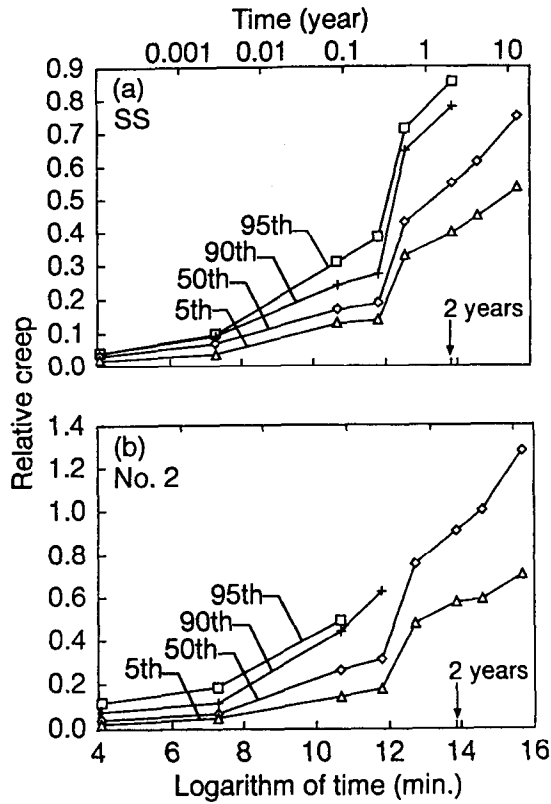 Time (year)
0.001 0.01 0.1 1 10
0.9
0.8
0.7
0.6
0.5
0.4
0.3
0.2
0.1
0.0
(a)
SS
95th
90th
50th
5th
2 years
Relative creep
1.4
1.2
1.0
0.8
0.6
0.4
0.2
0.0
(b)
No. 2
95th
90th
50th
5th
2 years
4 6 8 10 12 14 16
Logarithm of time (min.)